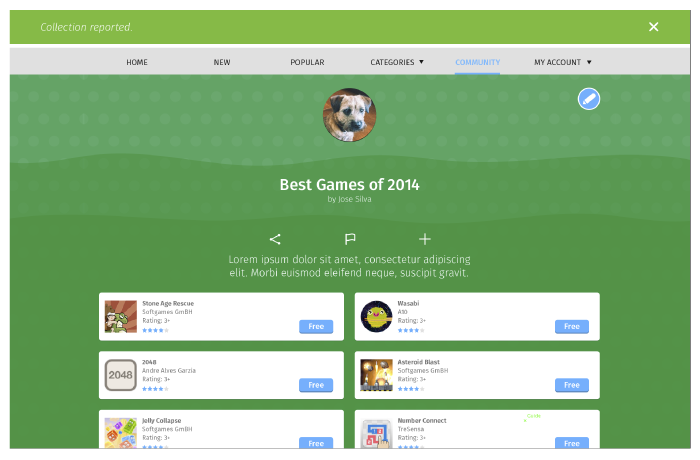 Collection reported.
HOME NEW POPULAR CATEGORIES COMMUNITY MY ACCOUNT
Best Games of 2014
by Jose Silva
Lorem ipsum dolor sit amet, consectetur adipiscing
elit. Morbi euismod eleifend neque, suscipit gravit.
Stone Age Rescue
Softgames GmBH
Rating: 3+
Free
Wasabi
A10
Rating: 3+
Free
2048
2048
Andre Alves Garzia
Rating: 3+
Free
Asteroid Blast
Softgames GmBH
Rating: 3+
Free
Jelly Collapse
Softgames GmBH
Rating: 3+
Free
Nomber Connect
TreSensa
Rating: 3+
Free